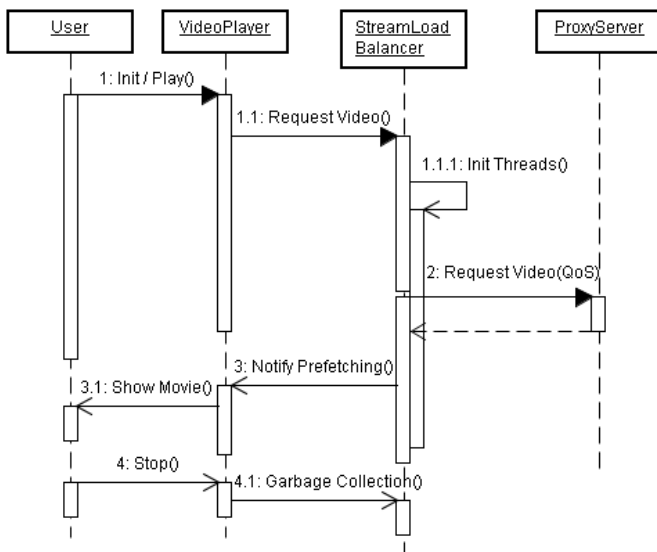 User
VideoPlayer
StreamLoad
Balancer
ProxyServer
1: Init / Play()
1.1: Request Video()
1.1.1: Init Threads()
2: Request Video(QoS)
3: Notify Prefetching()
3.1: Show Movie()
4: Stop()
4.1: Garbage Collection()